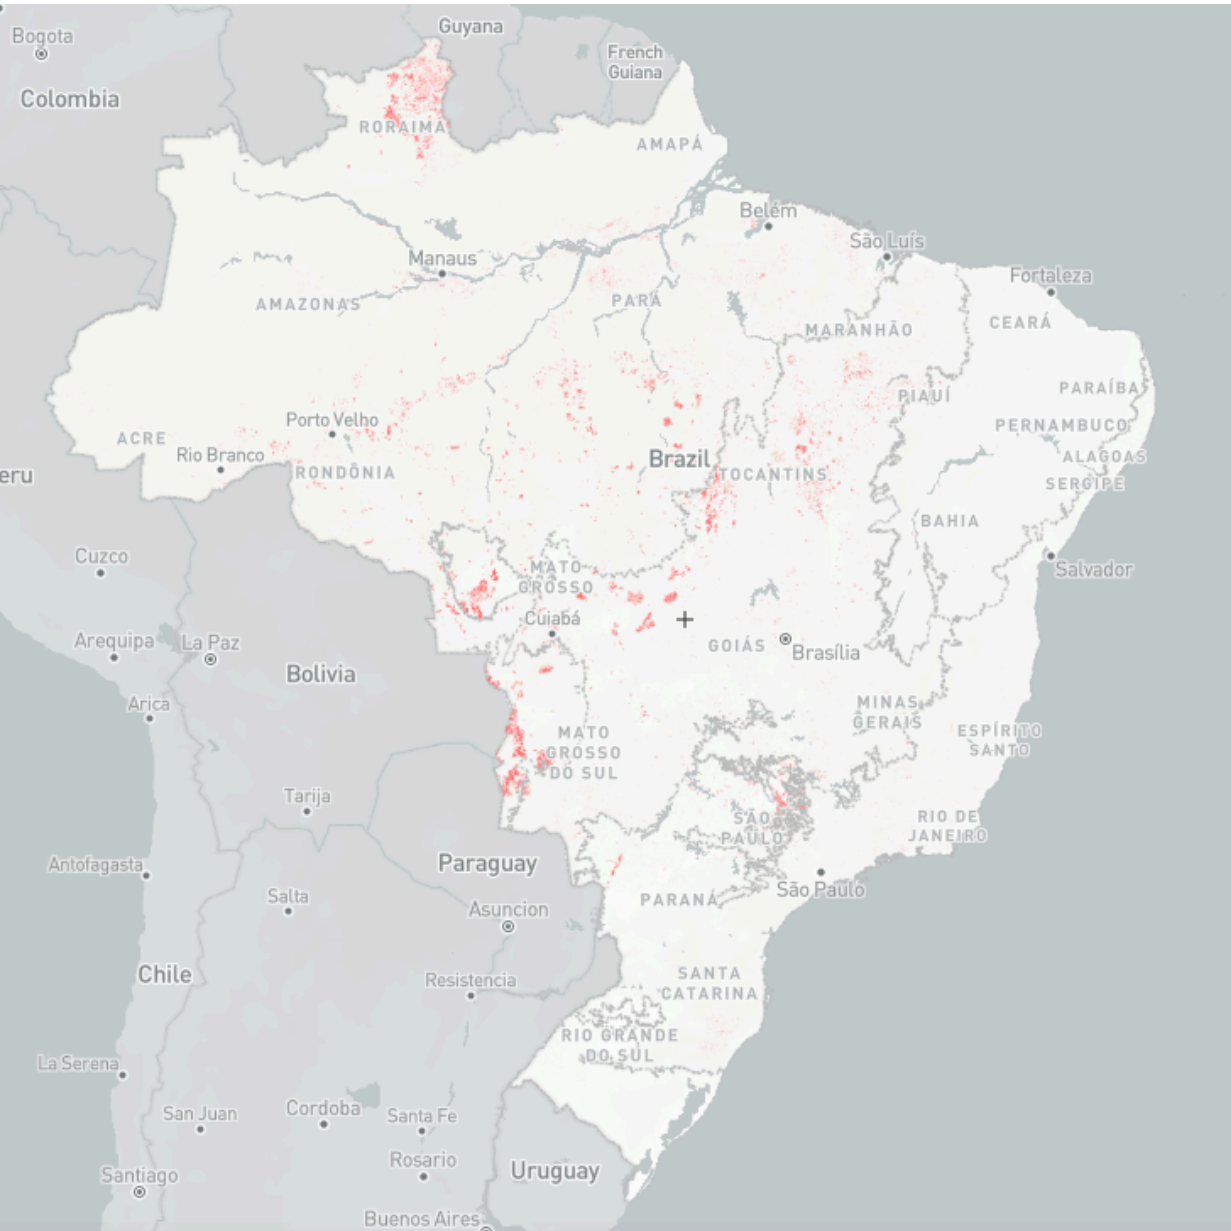 Bogota
Guyana
French
Guiana
Colombia
RORAIMA
AMAPÁ
Belém
São Luís
Manaus
Fortaleza
AMAZONAS
PARÁ
MARANHÃO
CEARÁ
PIAUÍ
PARAÍBA
Porto Velho
PERNAMBUCO
ACRE
Rio Branco
Brazil
ALAGOAS
eru
RONDÔNIA
TOCANTINS
SERGIPE
BAHIA
Cuzco
MATO
GROSSO
Salvador
Cuiabá
Arequipa
La Paz
GOIÁS
Brasília
Bolivia
Arica
MINAS
GERAIS
MATO
GROSSO
DO SUL
ESPÍRITO
SANTO
Tarija
SÃO
PAULO
RIO DE
JANEIRO
Antofagasta
Paraguay
São Paulo
Salta
PARANÁ
Asuncion
Chile
Resistencia
SANTA
CATARINA
RIO GRANDE
DO SUL
La Serena
San Juan
Cordoba
Santa Fe
Rosario
Santiago
Uruguay
Buenos Aires